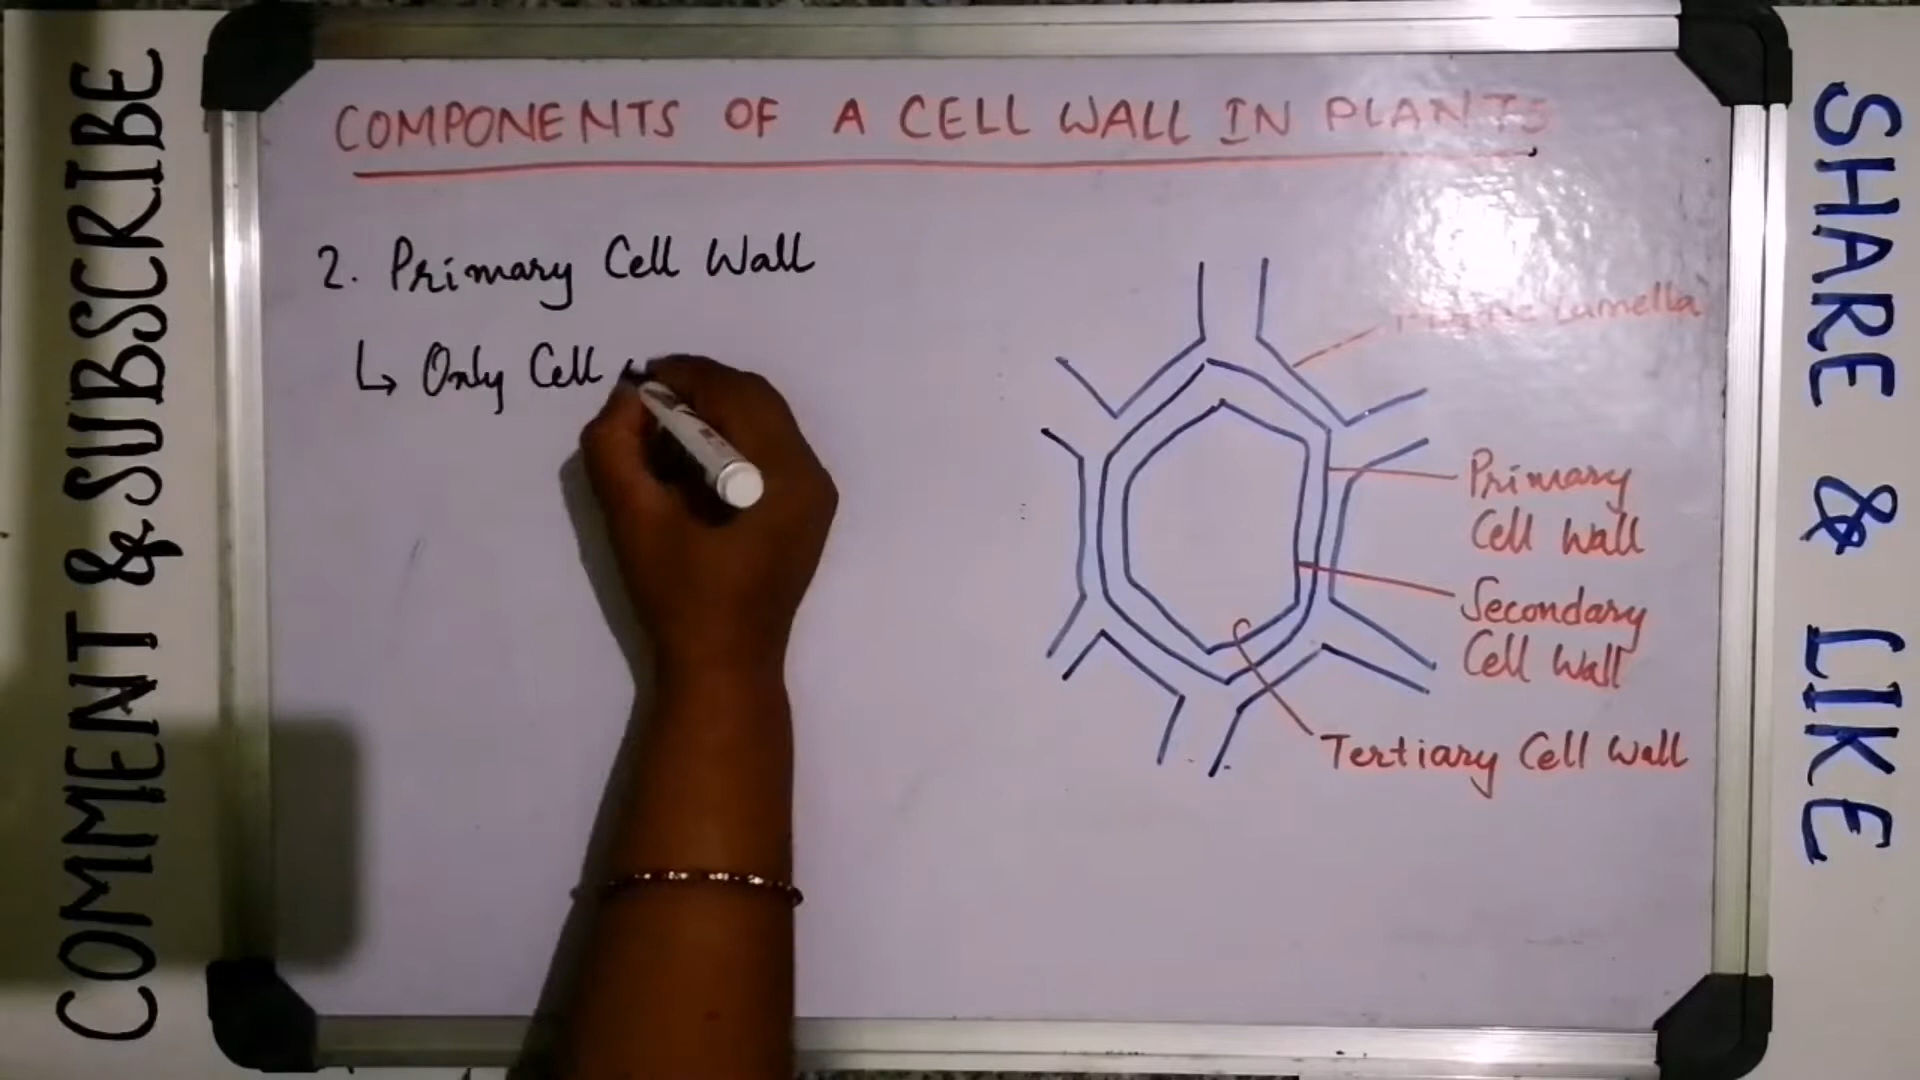 COMMENT & SUBSCRIBE
COMPONENTS OF A CELL WALL IN PLANTS
2. Primary Cell Wall
↳ Only Cell
Lamella
Primary
Cell Wall
Secondary
Cell Wall
Tertiary Cell Wall
SHARE & LIKE